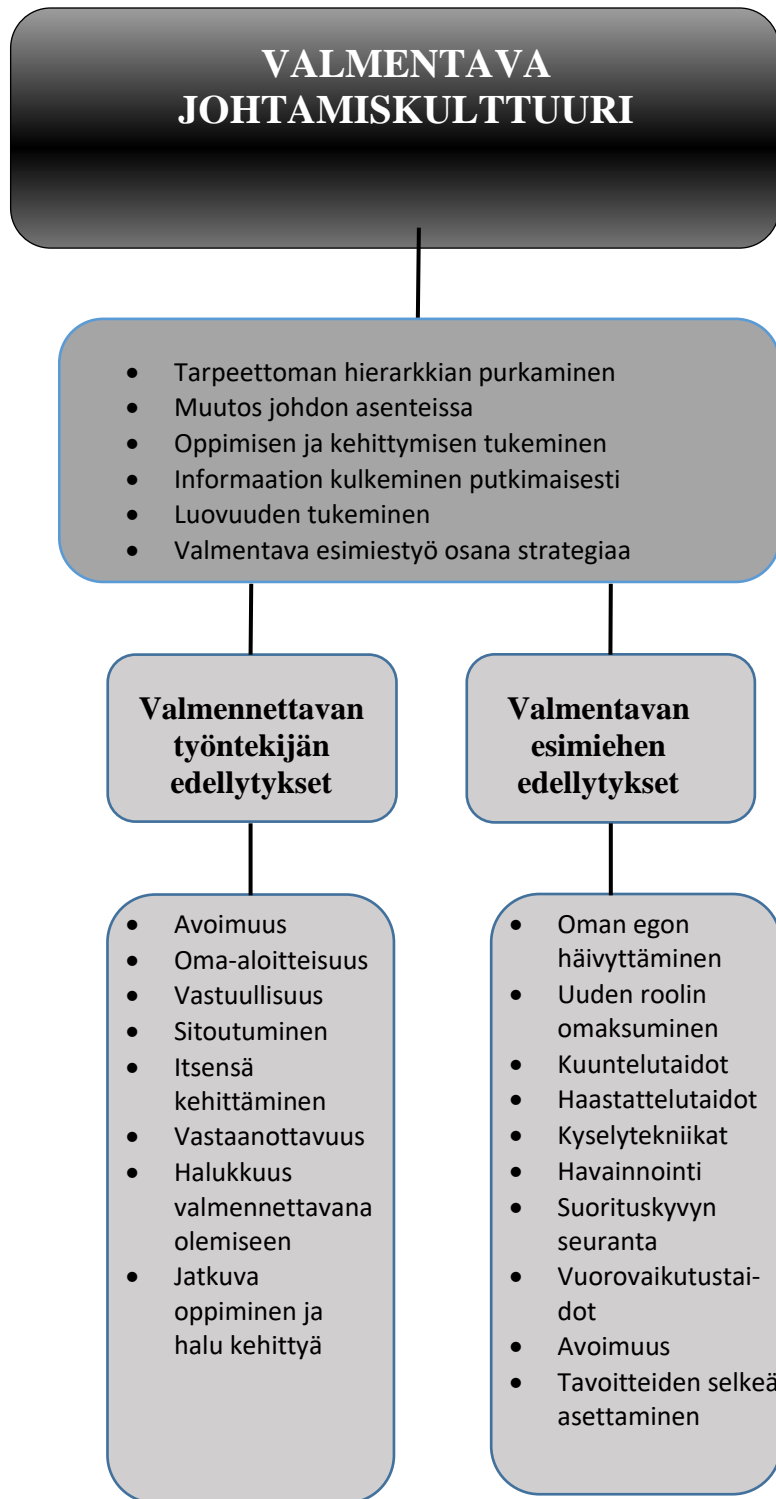 VALMENTAVA
JOHTAMISKULTTUURI
• Tarpeettoman hierarkkian purkaminen
• Muutos johdon asenteissa
• Oppimisen ja kehittymisen tukeminen
• Informaation kulkeminen putkimaisesti
• Luovuuden tukeminen
• Valmentava esimiestyö osana strategiaa
Valmennettavan
työntekijän
edellytykset
Valmentavan
esimiehen
edellytykset
• Avoimuus
• Oma-aloitteisuus
• Vastuullisuus
• Sitoutuminen
• Itsensä
kehittäminen
• Vastaanottavuus
• Halukkuus
valmennettavana
olemiseen
• Jatkuva
oppiminen ja
halu kehittyä
• Oman egon
häivyttäminen
• Uuden roolin
omaksuminen
• Kuuntelutaidot
• Haastattelutaidot
• Kyselytekniikat
• Havainnointi
• Suorituskyvyn
seuranta
• Vuorovaikutustai-
dot
• Avoimuus
• Tavoitteiden selkeä
asettaminen